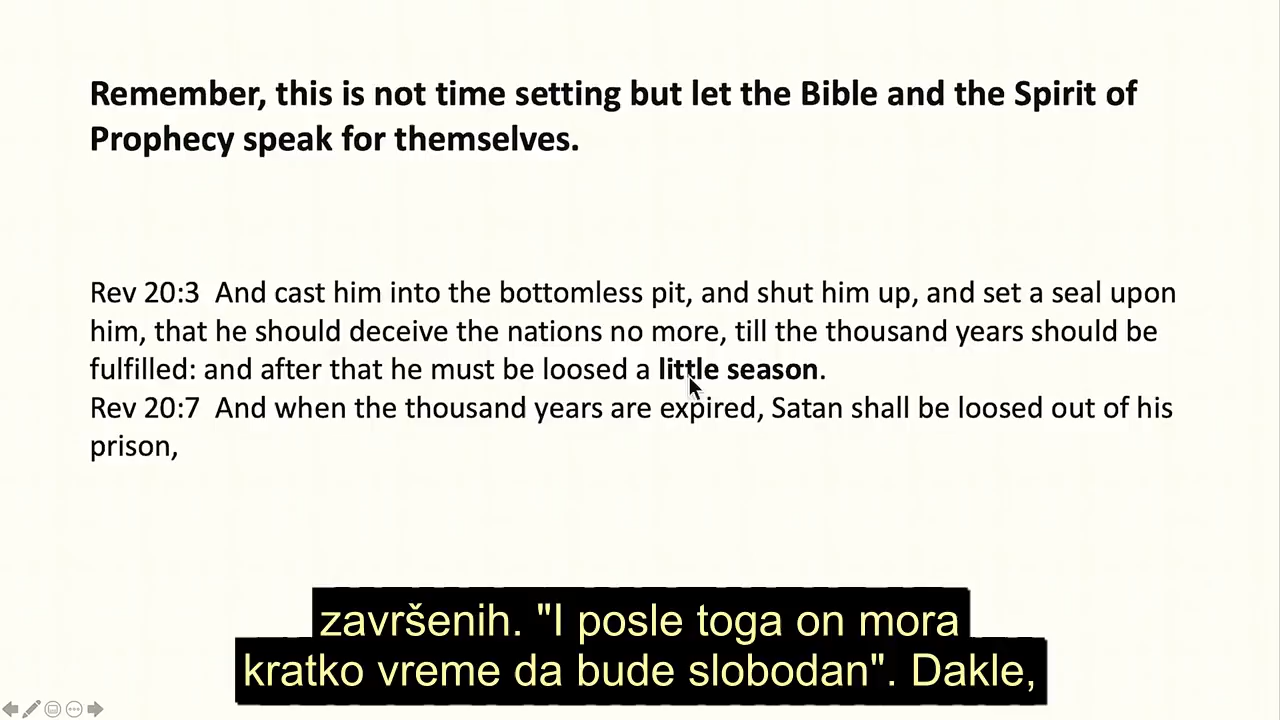 Remember, this is not time setting but let the Bible and the Spirit of
Prophecy speak for themselves.
Rev 20:3  And cast him into the bottomless pit, and shut him up, and set a seal upon
him, that he should deceive the nations no more, till the thousand years should be
fulfilled: and after that he must be loosed a little season.
Rev 20:7  And when the thousand years are expired, Satan shall be loosed out of his
prison,
završenih. "I posle toga on mora
kratko vreme da bude slobodan". Dakle,